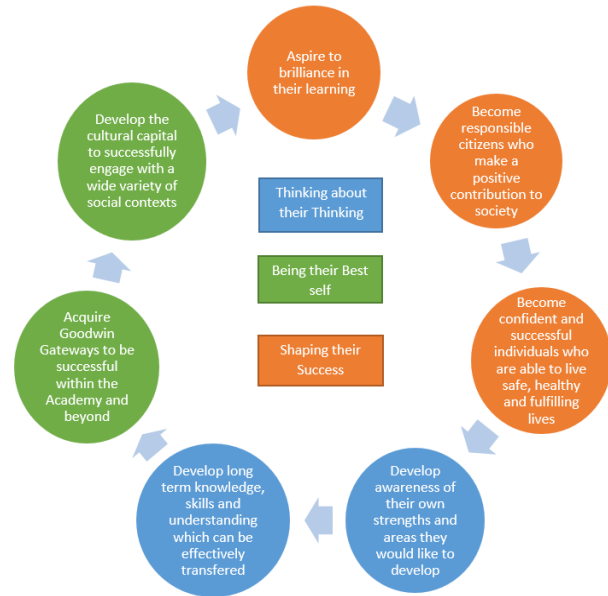 Aspire to
brilliance in
their learning
Become
responsible
citizens who
make a
positive
contribution to
society
Become
confident and
successful
individuals who
are able to live
safe, healthy
and fulfilling
lives
Develop
awareness of
their own
strengths and
areas they
would like to
develop
Develop long
term knowledge,
skills and
understanding
which can be
effectively
transfered
Acquire
Goodwin
Gateways to be
successful
within the
Academy and
beyond
Develop the
cultural capital
to successfully
engage with a
wide variety of
social contexts
Thinking about
their Thinking
Being their Best
self
Shaping their
Success